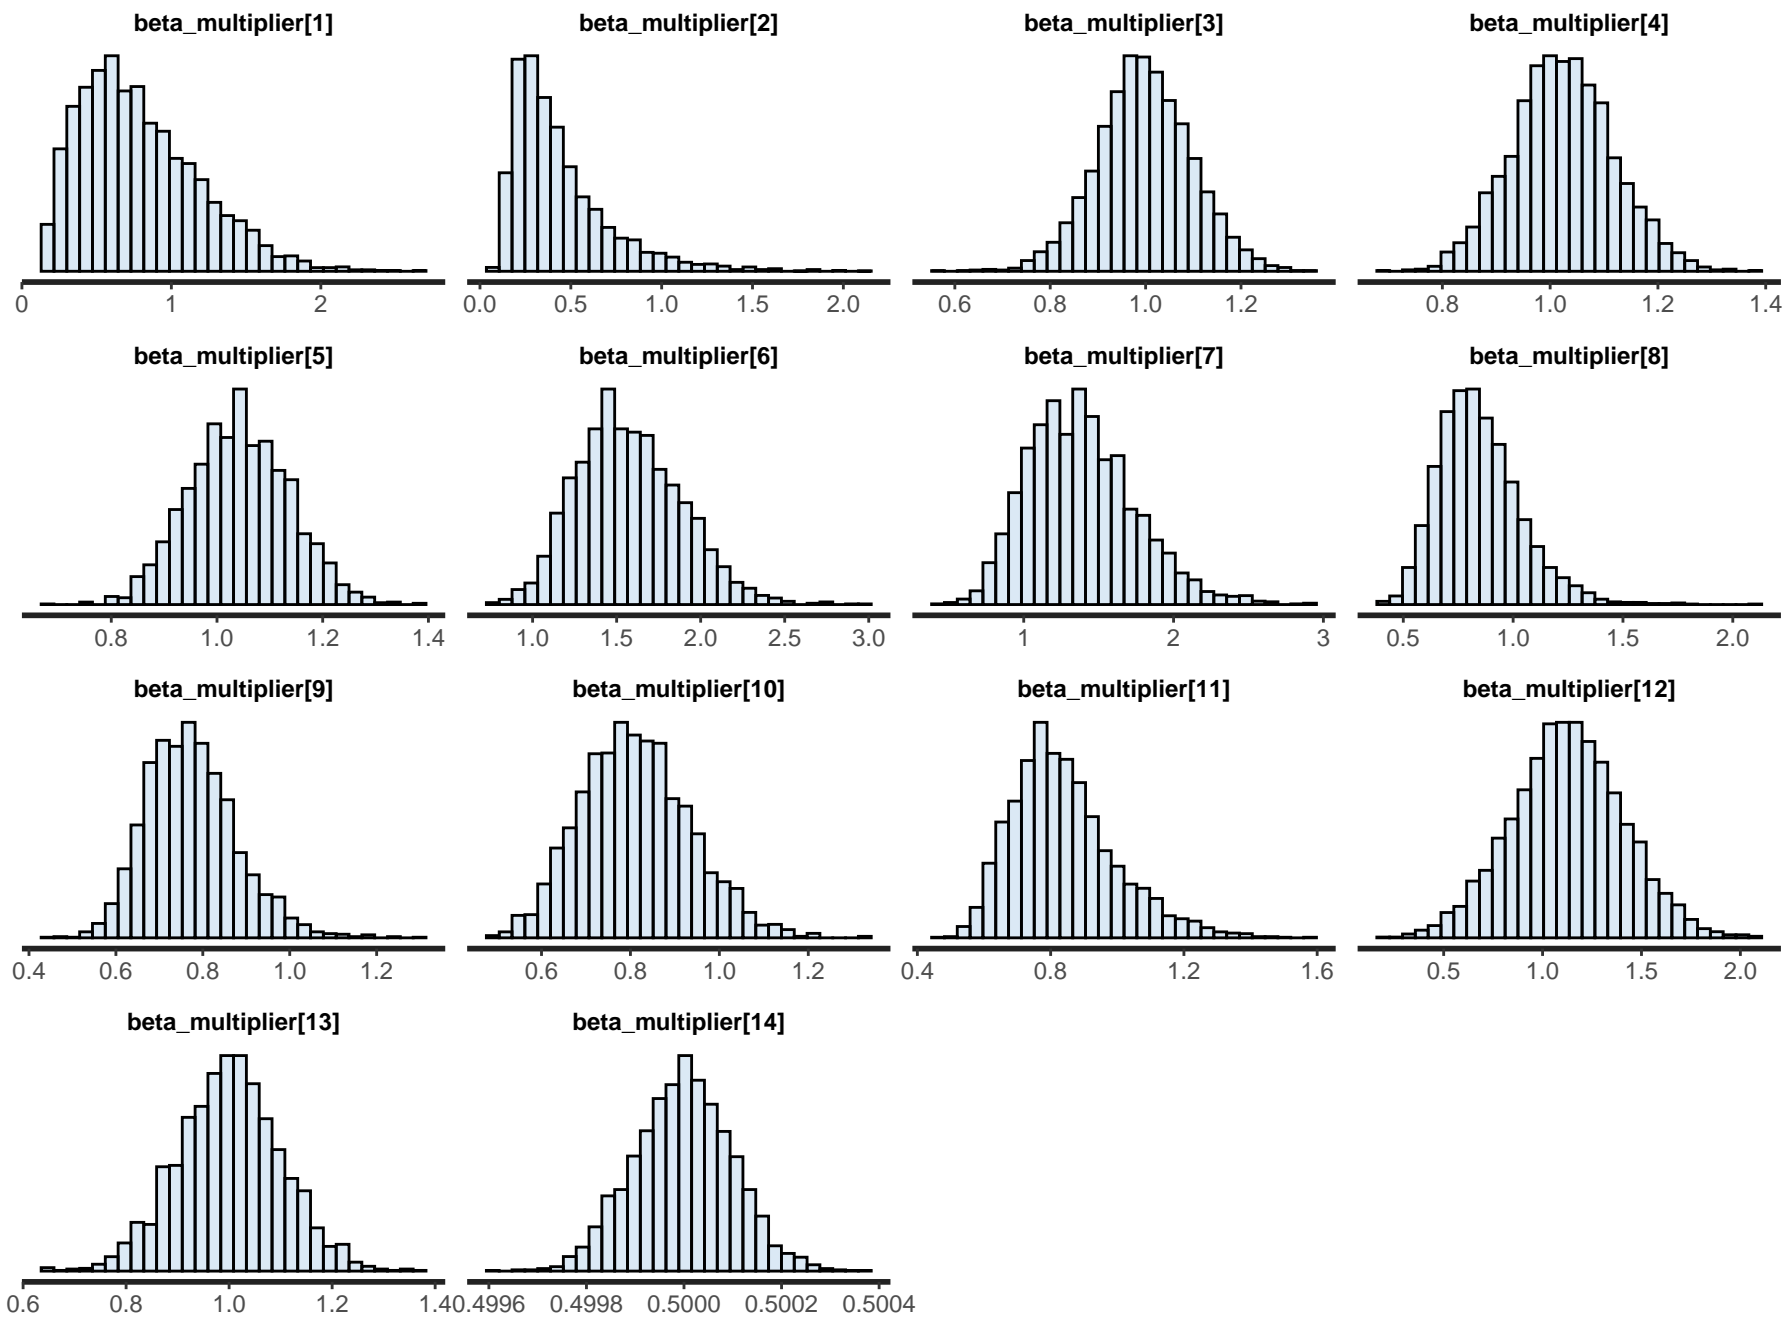 beta_multiplier[1] beta_multiplier[2] beta_multiplier[3] beta_multiplier[4]
0 1 2 0.0 0.5 1.0 1.5 2.0 0.6 0.8 1.0 1.2 0.8 1.0 1.2 1.4
beta_multiplier[5] beta_multiplier[6] beta_multiplier[7] beta_multiplier[8]
0.8 1.0 1.2 1.4 1.0 1.5 2.0 2.5 3.0 1 2 3 0.5 1.0 1.5 2.0
beta_multiplier[9] beta_multiplier[10] beta_multiplier[11] beta_multiplier[12]
0.4 0.6 0.8 1.0 1.2 0.6 0.8 1.0 1.2 0.4 0.8 1.2 1.6 0.5 1.0 1.5 2.0
beta_multiplier[13] beta_multiplier[14]
0.6 0.8 1.0 1.2 1.4 0.4996 0.4998 0.5000 0.5002 0.5004